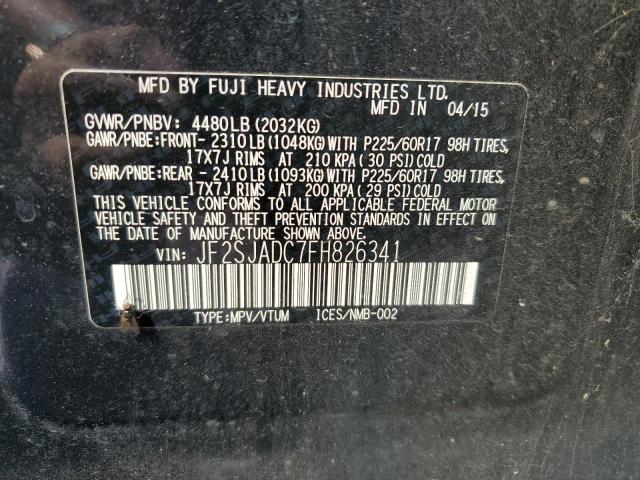 MFD BY FUJI HEAVY INDUSTRIES LTD.
MFD IN 04/15
GVWR/PNBV: 4480LB(2032KG)
GAWR/PNBE:FRONT- 2310LB(1048KG)WITH P225/60R17 98H TIRES,
17X7J RIMS AT 210 KPA(30 PSI)COLD
GAWR/PNBE:REAR - 2410LB(1093KG)WITH P225/60R17 98H TIRES,
17X7J RIMS AT 200 KPA(29 PSI)COLD
THIS VEHICLE CONFORMS TO ALL APPLICABLE FEDERAL MOTOR
VEHICLE SAFETY AND THEFT PREVENTION STANDARDS IN EFFECT ON
THE DATE OF MANUFACTURE SHOWN ABOVE.
VIN: JF2SJADC7FH826341
TYPE:MPV/VTUM ICES/NMB-002